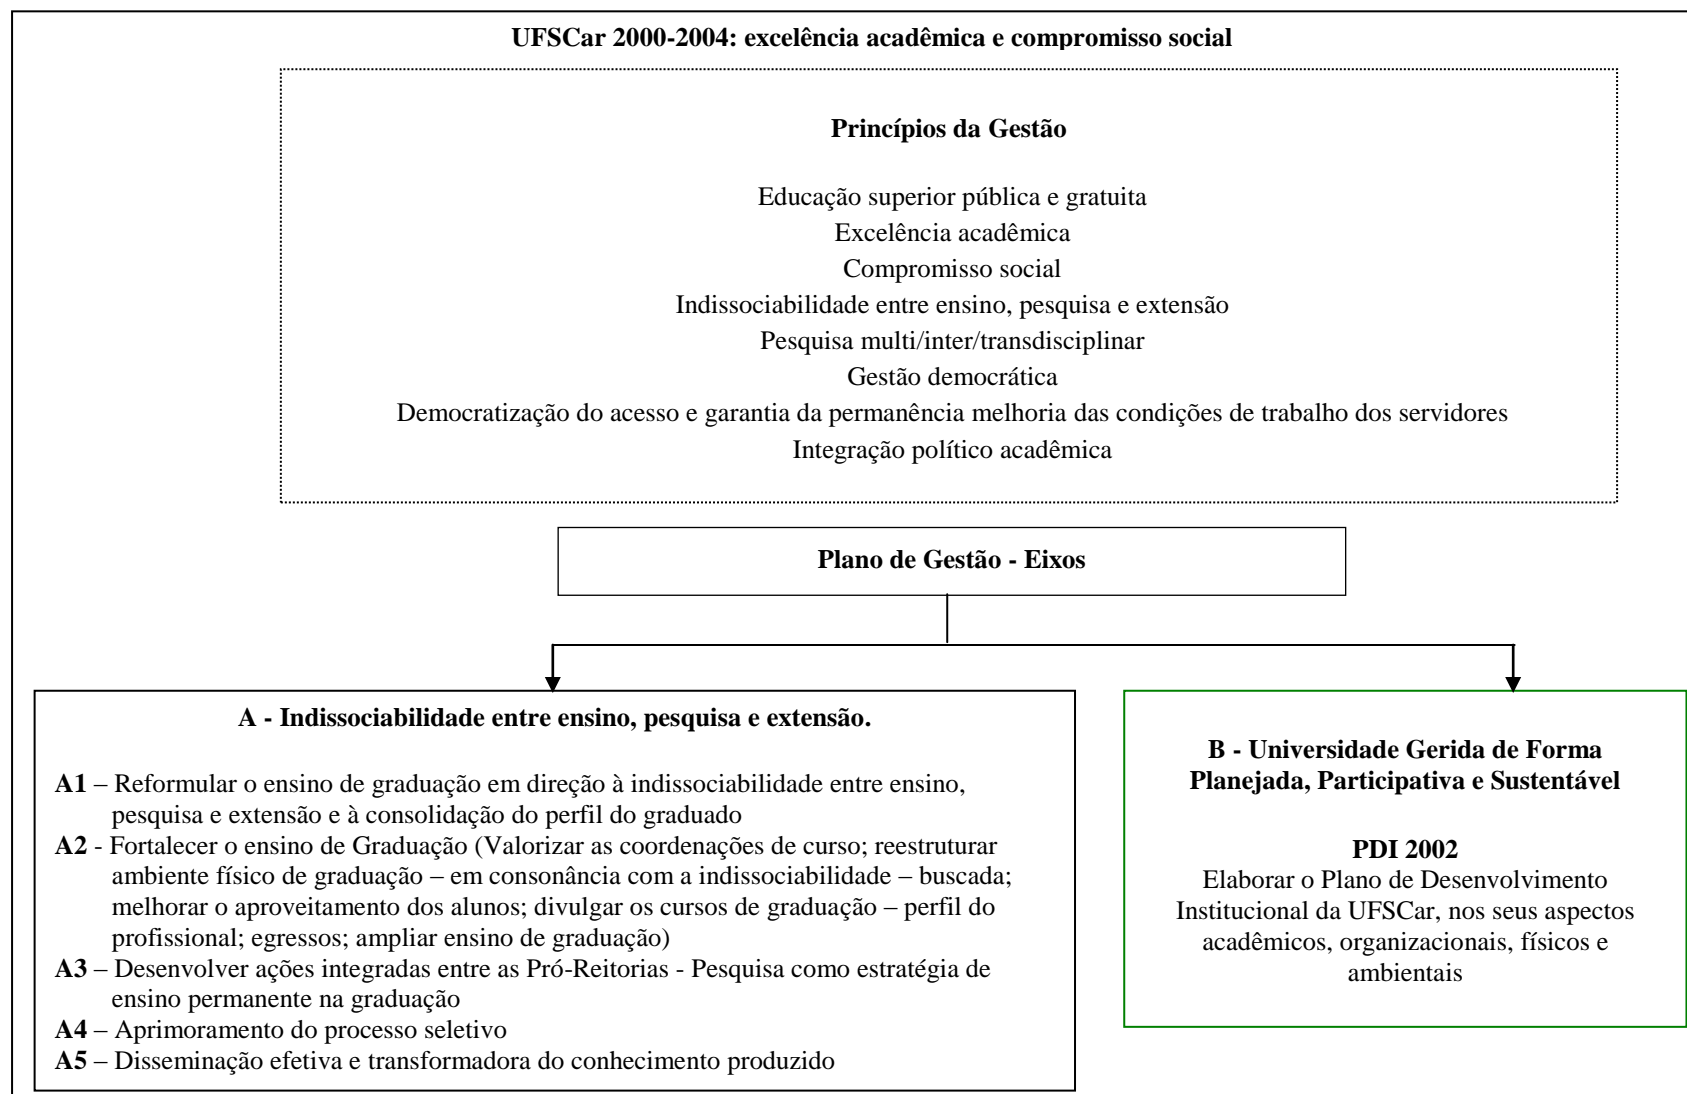 UFSCar 2000-2004: excelência acadêmica e compromisso social
Princípios da Gestão
Educação superior pública e gratuita
Excelência acadêmica
Compromisso social
Indissociabilidade entre ensino, pesquisa e extensão
Pesquisa multi/inter/transdisciplinar
Gestão democrática
Democratização do acesso e garantia da permanência melhoria das condições de trabalho dos servidores
Integração político acadêmica
Plano de Gestão - Eixos
A - Indissociabilidade entre ensino, pesquisa e extensão.
A1 – Reformular o ensino de graduação em direção à indissociabilidade entre ensino,
pesquisa e extensão e à consolidação do perfil do graduado
A2 - Fortalecer o ensino de Graduação (Valorizar as coordenações de curso; reestruturar
ambiente físico de graduação – em consonância com a indissociabilidade – buscada;
melhorar o aproveitamento dos alunos; divulgar os cursos de graduação – perfil do
profissional; egressos; ampliar ensino de graduação)
A3 – Desenvolver ações integradas entre as Pró-Reitorias - Pesquisa como estratégia de
ensino permanente na graduação
A4 – Aprimoramento do processo seletivo
A5 – Disseminação efetiva e transformadora do conhecimento produzido
B - Universidade Gerida de Forma
Planejada, Participativa e Sustentável
PDI 2002
Elaborar o Plano de Desenvolvimento
Institucional da UFSCar, nos seus aspectos
acadêmicos, organizacionais, físicos e
ambientais